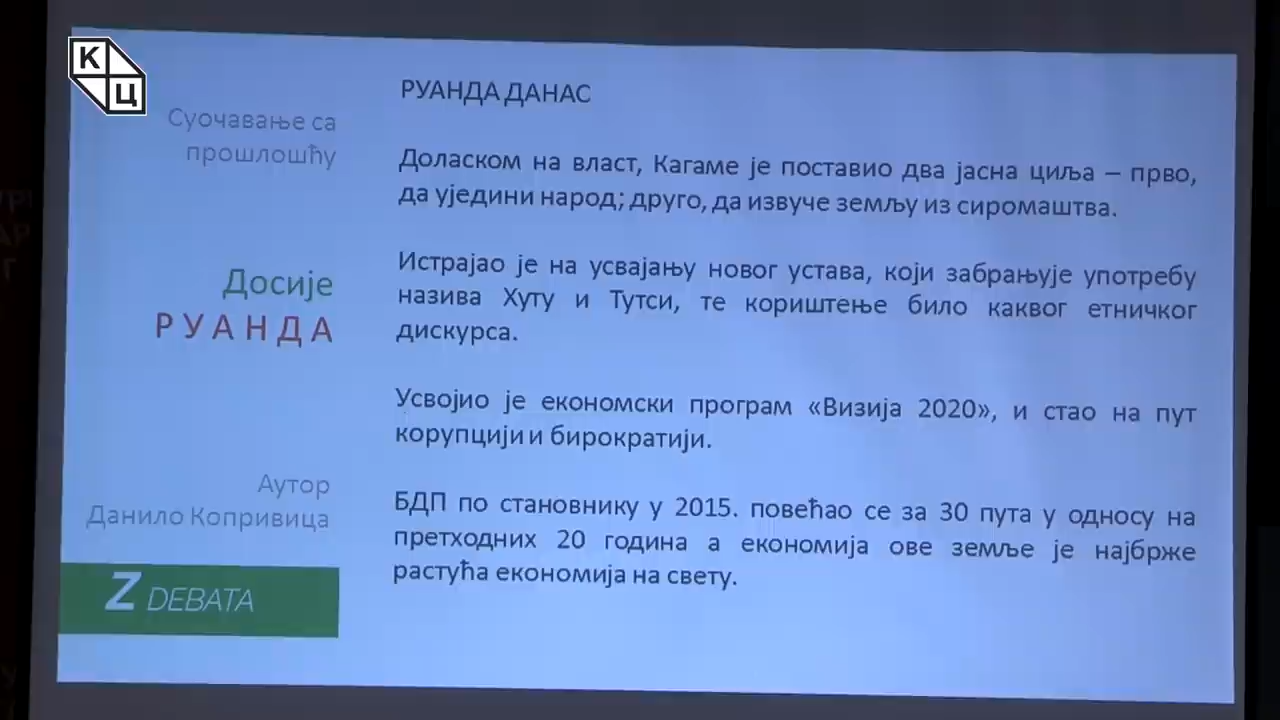 К
Ц
Суочавање са
прошлошћу
Досије
РУАНДА
Аутор
Данило Копривица
Z DEBATA
РУАНДА ДАНАС
Доласком на власт, Кагаме је поставио два јасна циља – прво,
да уједини народ; друго, да извуче земљу из сиромаштва.
Истрајао је на усвајању новог устава, који забрањује употребу
назива Хуту и Тутси, те кориштење било каквог етничког
дискурса.
Усвојио је економски програм «Визија 2020», и стао на пут
корупцији и бирократији.
БДП по становнику у 2015. повећао се за 30 пута у односу на
претходних 20 година а економија ове земље је најбрже
растућа економија на свету.